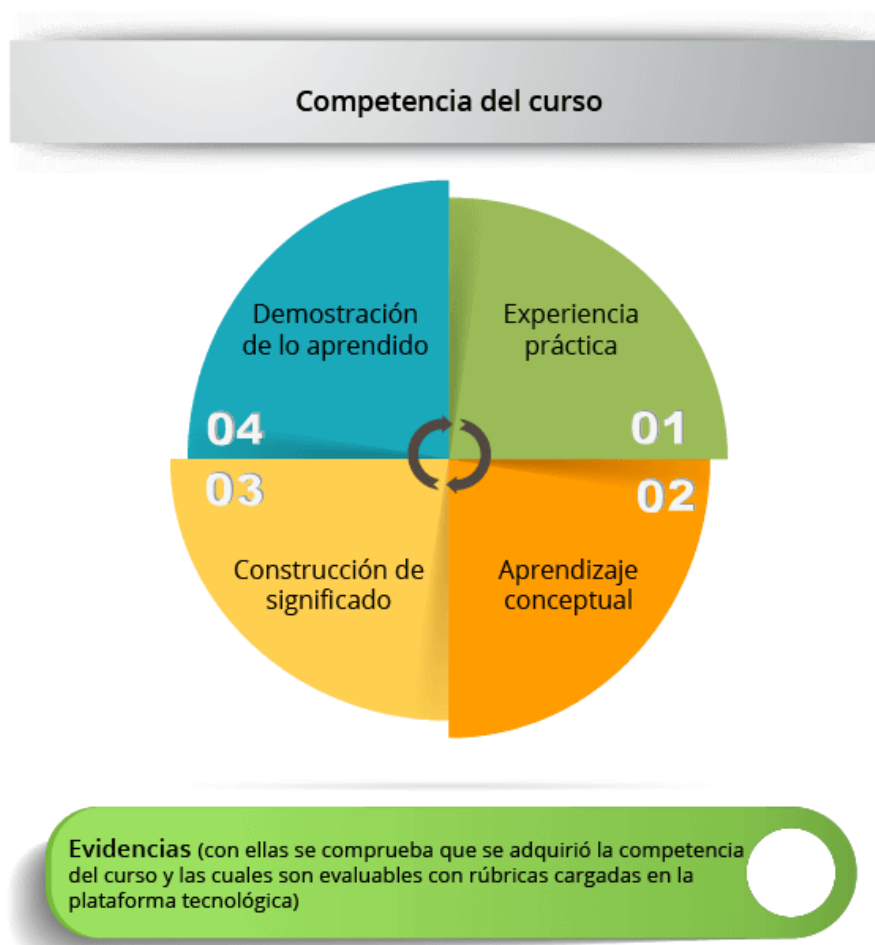 Competencia del curso
Demostración
de lo aprendido
04
Experiencia
práctica
01
03
Construcción de
significado
02
Aprendizaje
conceptual
Evidencias (con ellas se comprueba que se adquirió la competencia
del curso y las cuales son evaluables con rúbricas cargadas en la
plataforma tecnológica)